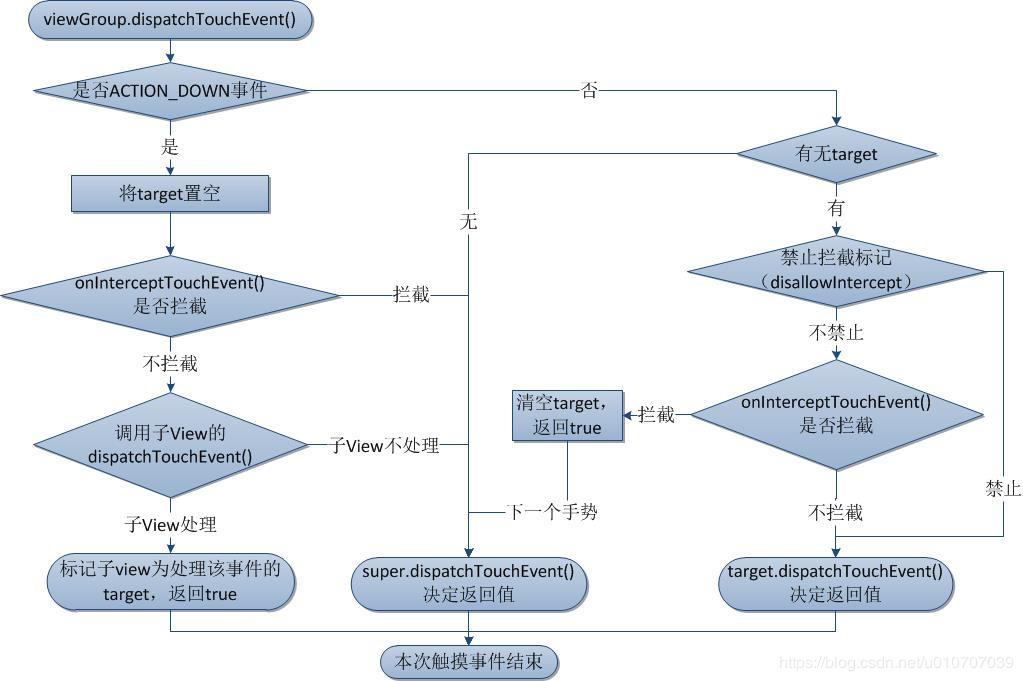 viewGroup.dispatchTouchEvent()
是否ACTION_DOWN事件
否
是
有无target
将target置空
有
无
禁止拦截标记
（disallowIntercept）
onInterceptTouchEvent()
是否拦截
拦截
不禁止
不拦截
onInterceptTouchEvent()
是否拦截
清空target，
返回true
拦截
调用子View的
dispatchTouchEvent()
子View不处理
禁止
下一个手势
不拦截
子View处理
标记子view为处理该事件的
target，返回true
super.dispatchTouchEvent()
决定返回值
target.dispatchTouchEvent()
决定返回值
本次触摸事件结束
https://blog.csdn.net/u010707039